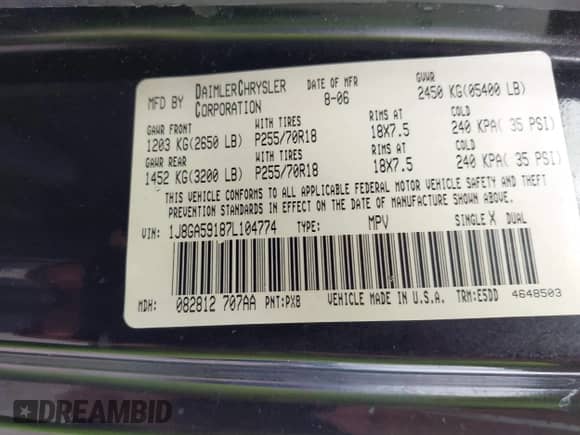 MFD BY DAIMLERCHRYSLER CORPORATION DATE OF MFR 8-06 GVWR 2450 KG(05400 LB)
GAWR FRONT WITH TIRES RIMS AT COLD
1203 KG(2650 LB) P255/70R18 18X7.5 240 KPA( 35 PSI)
GAWR REAR WITH TIRES RIMS AT COLD
1452 KG(3200 LB) P255/70R18 18X7.5 240 KPA( 35 PSI)
THIS VEHICLE CONFORMS TO ALL APPLICABLE FEDERAL MOTOR VEHICLE SAFETY AND THEFT
PREVENTION STANDARDS IN EFFECT ON THE DATE OF MANUFACTURE SHOWN ABOVE.
VIN: 1J8GA59187L104774 TYPE: MPV SINGLE X DUAL
MDH: 082812 707AA PNT:PXB VEHICLE MADE IN U.S.A. TRM:E5DD 4648503
DREAMBID